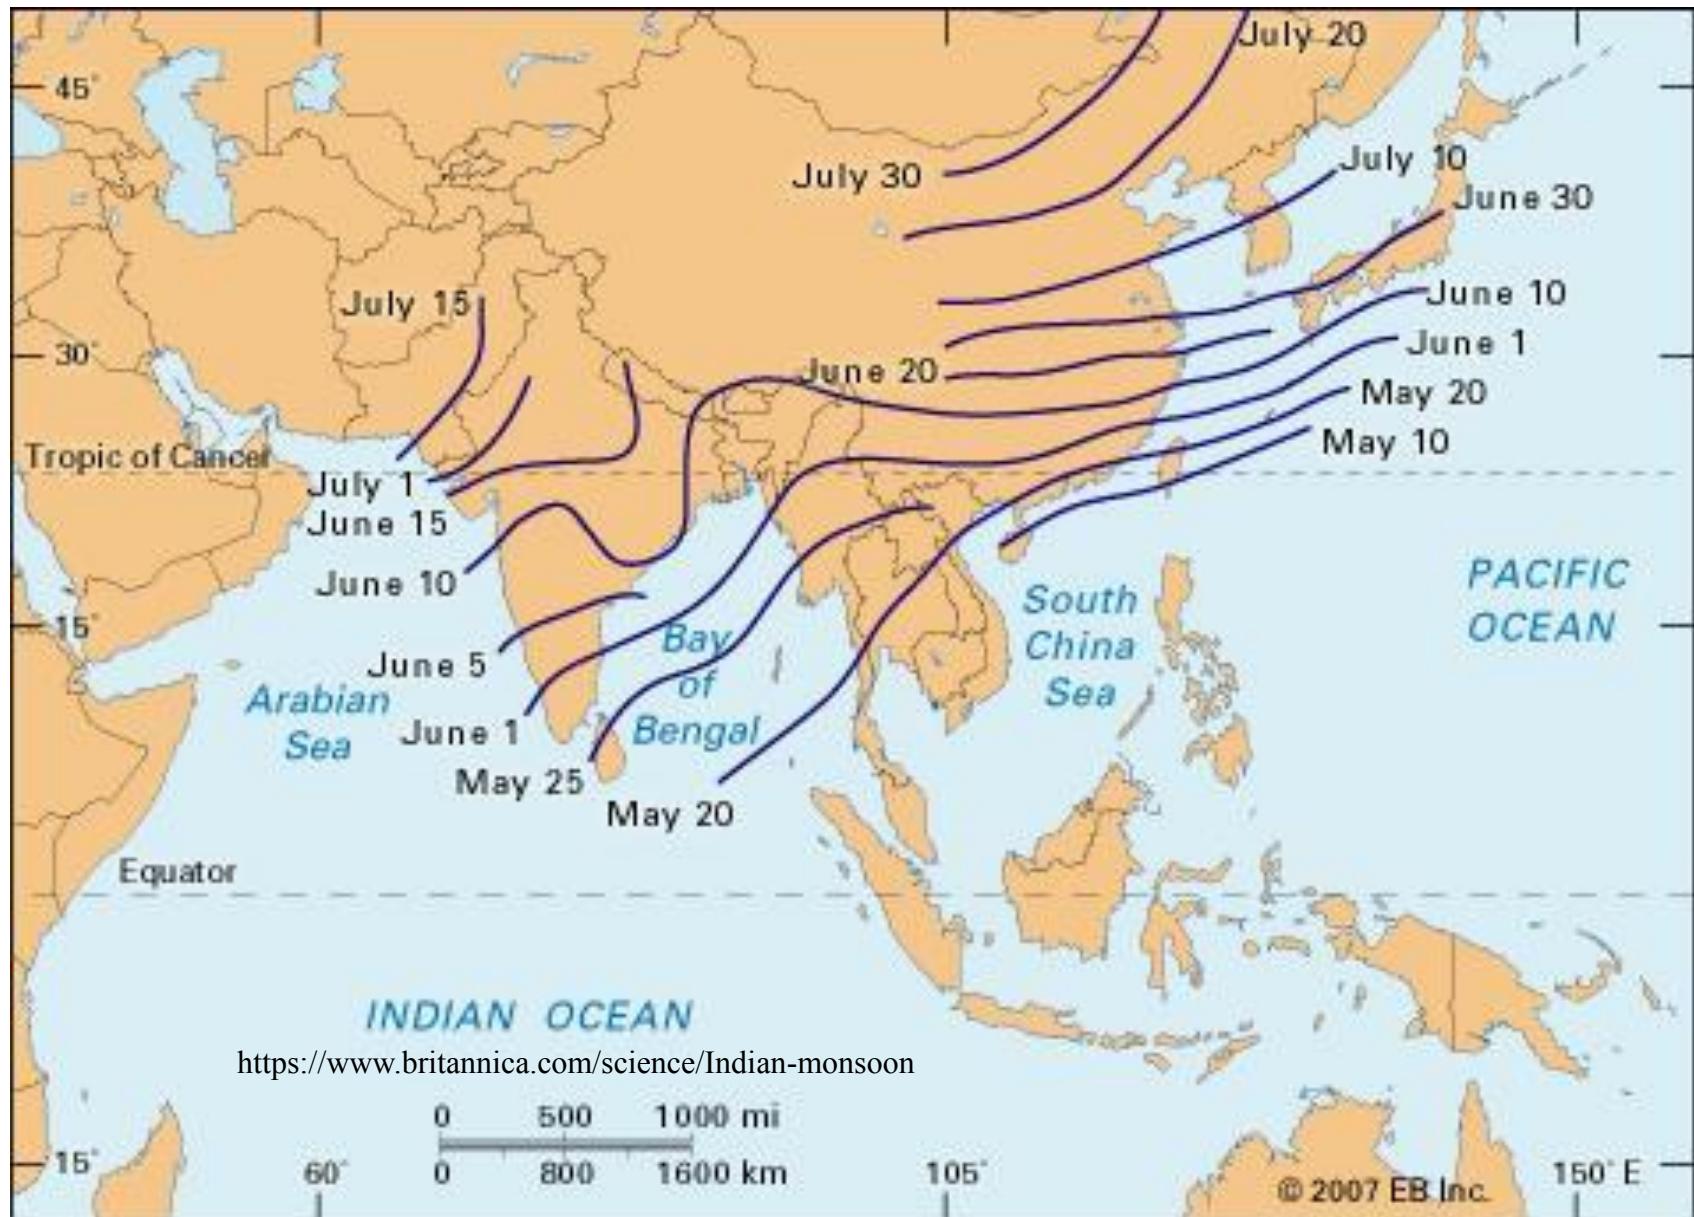 July 20
45°
July 10
July 30
June 30
July 15
June 10
30°
June 1
June 20
May 20
May 10
Tropic of Cancer
July 1
June 15
June 10
PACIFIC
OCEAN
South
China
Sea
15°
Bay
of
Bengal
June 5
Arabian
Sea
June 1
May 25
May 20
Equator
INDIAN OCEAN
https://www.britannica.com/science/Indian-monsoon
0 500 1000 mi
0 800 1600 km
15°
60°
105°
150° E
© 2007 EB Inc.